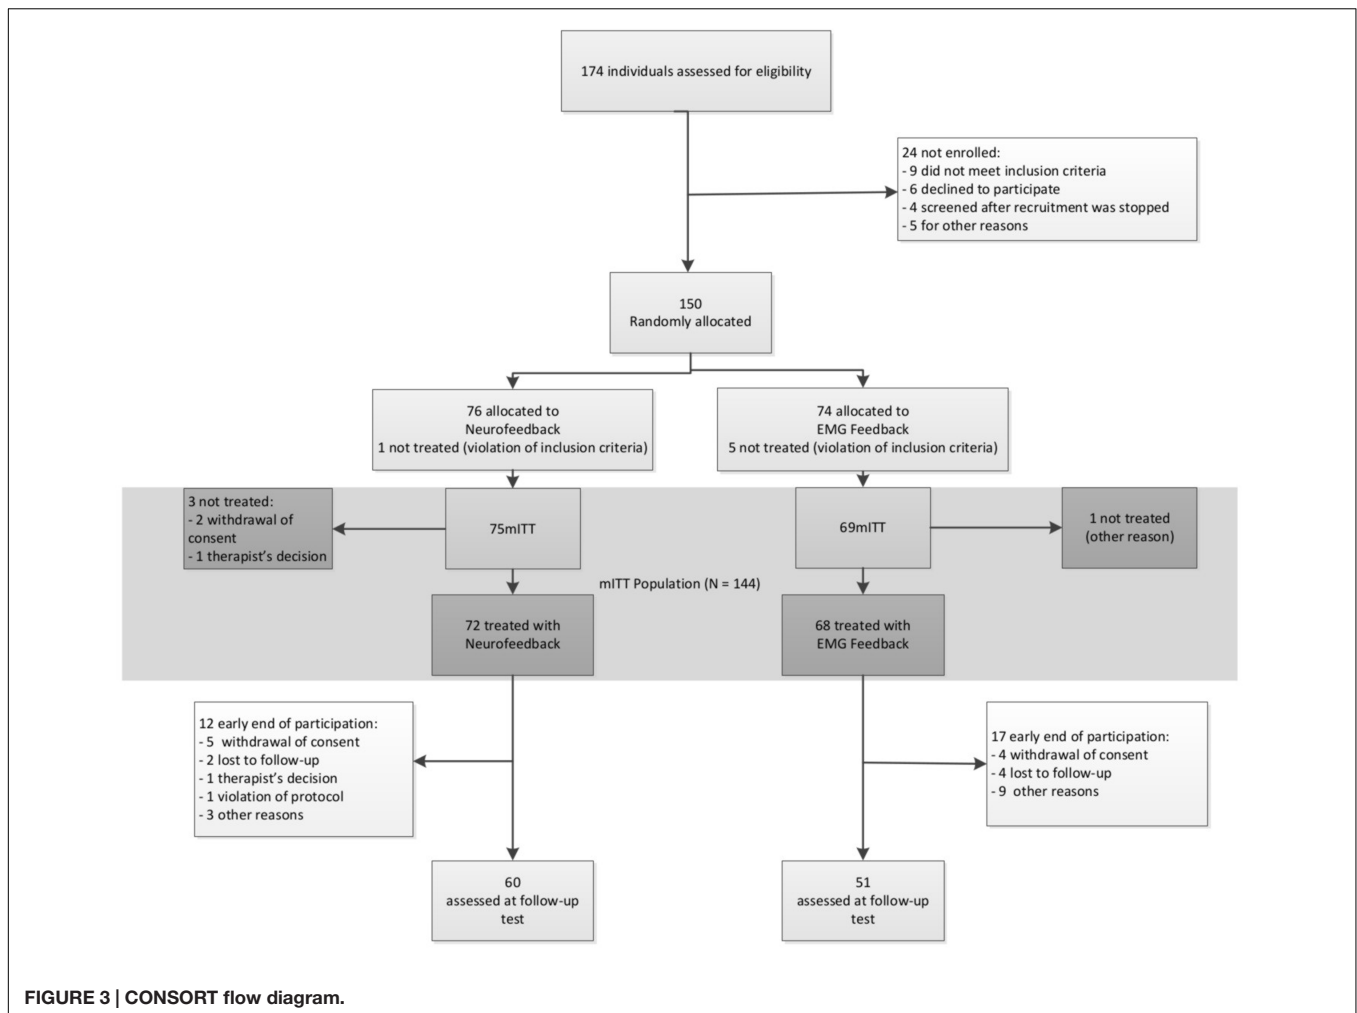 174 individuals assessed for eligibility
24 not enrolled:
- 9 did not meet inclusion criteria
- 6 declined to participate
- 4 screened after recruitment was stopped
- 5 for other reasons
150
Randomly allocated
76 allocated to
Neurofeedback
1 not treated (violation of inclusion criteria)
74 allocated to
EMG Feedback
5 not treated (violation of inclusion criteria)
3 not treated:
- 2 withdrawal of
consent
- 1 therapist's decision
75mITT
69mITT
1 not treated
(other reason)
mITT Population (N = 144)
72 treated with
Neurofeedback
68 treated with
EMG Feedback
12 early end of participation:
- 5  withdrawal of consent
- 2 lost to follow-up
- 1 therapist's decision
- 1 violation of protocol
- 3 other reasons
17 early end of participation:
- 4 withdrawal of consent
- 4 lost to follow-up
- 9  other reasons
60
assessed at follow-up
test
51
assessed at follow-up
test
FIGURE 3 | CONSORT flow diagram.